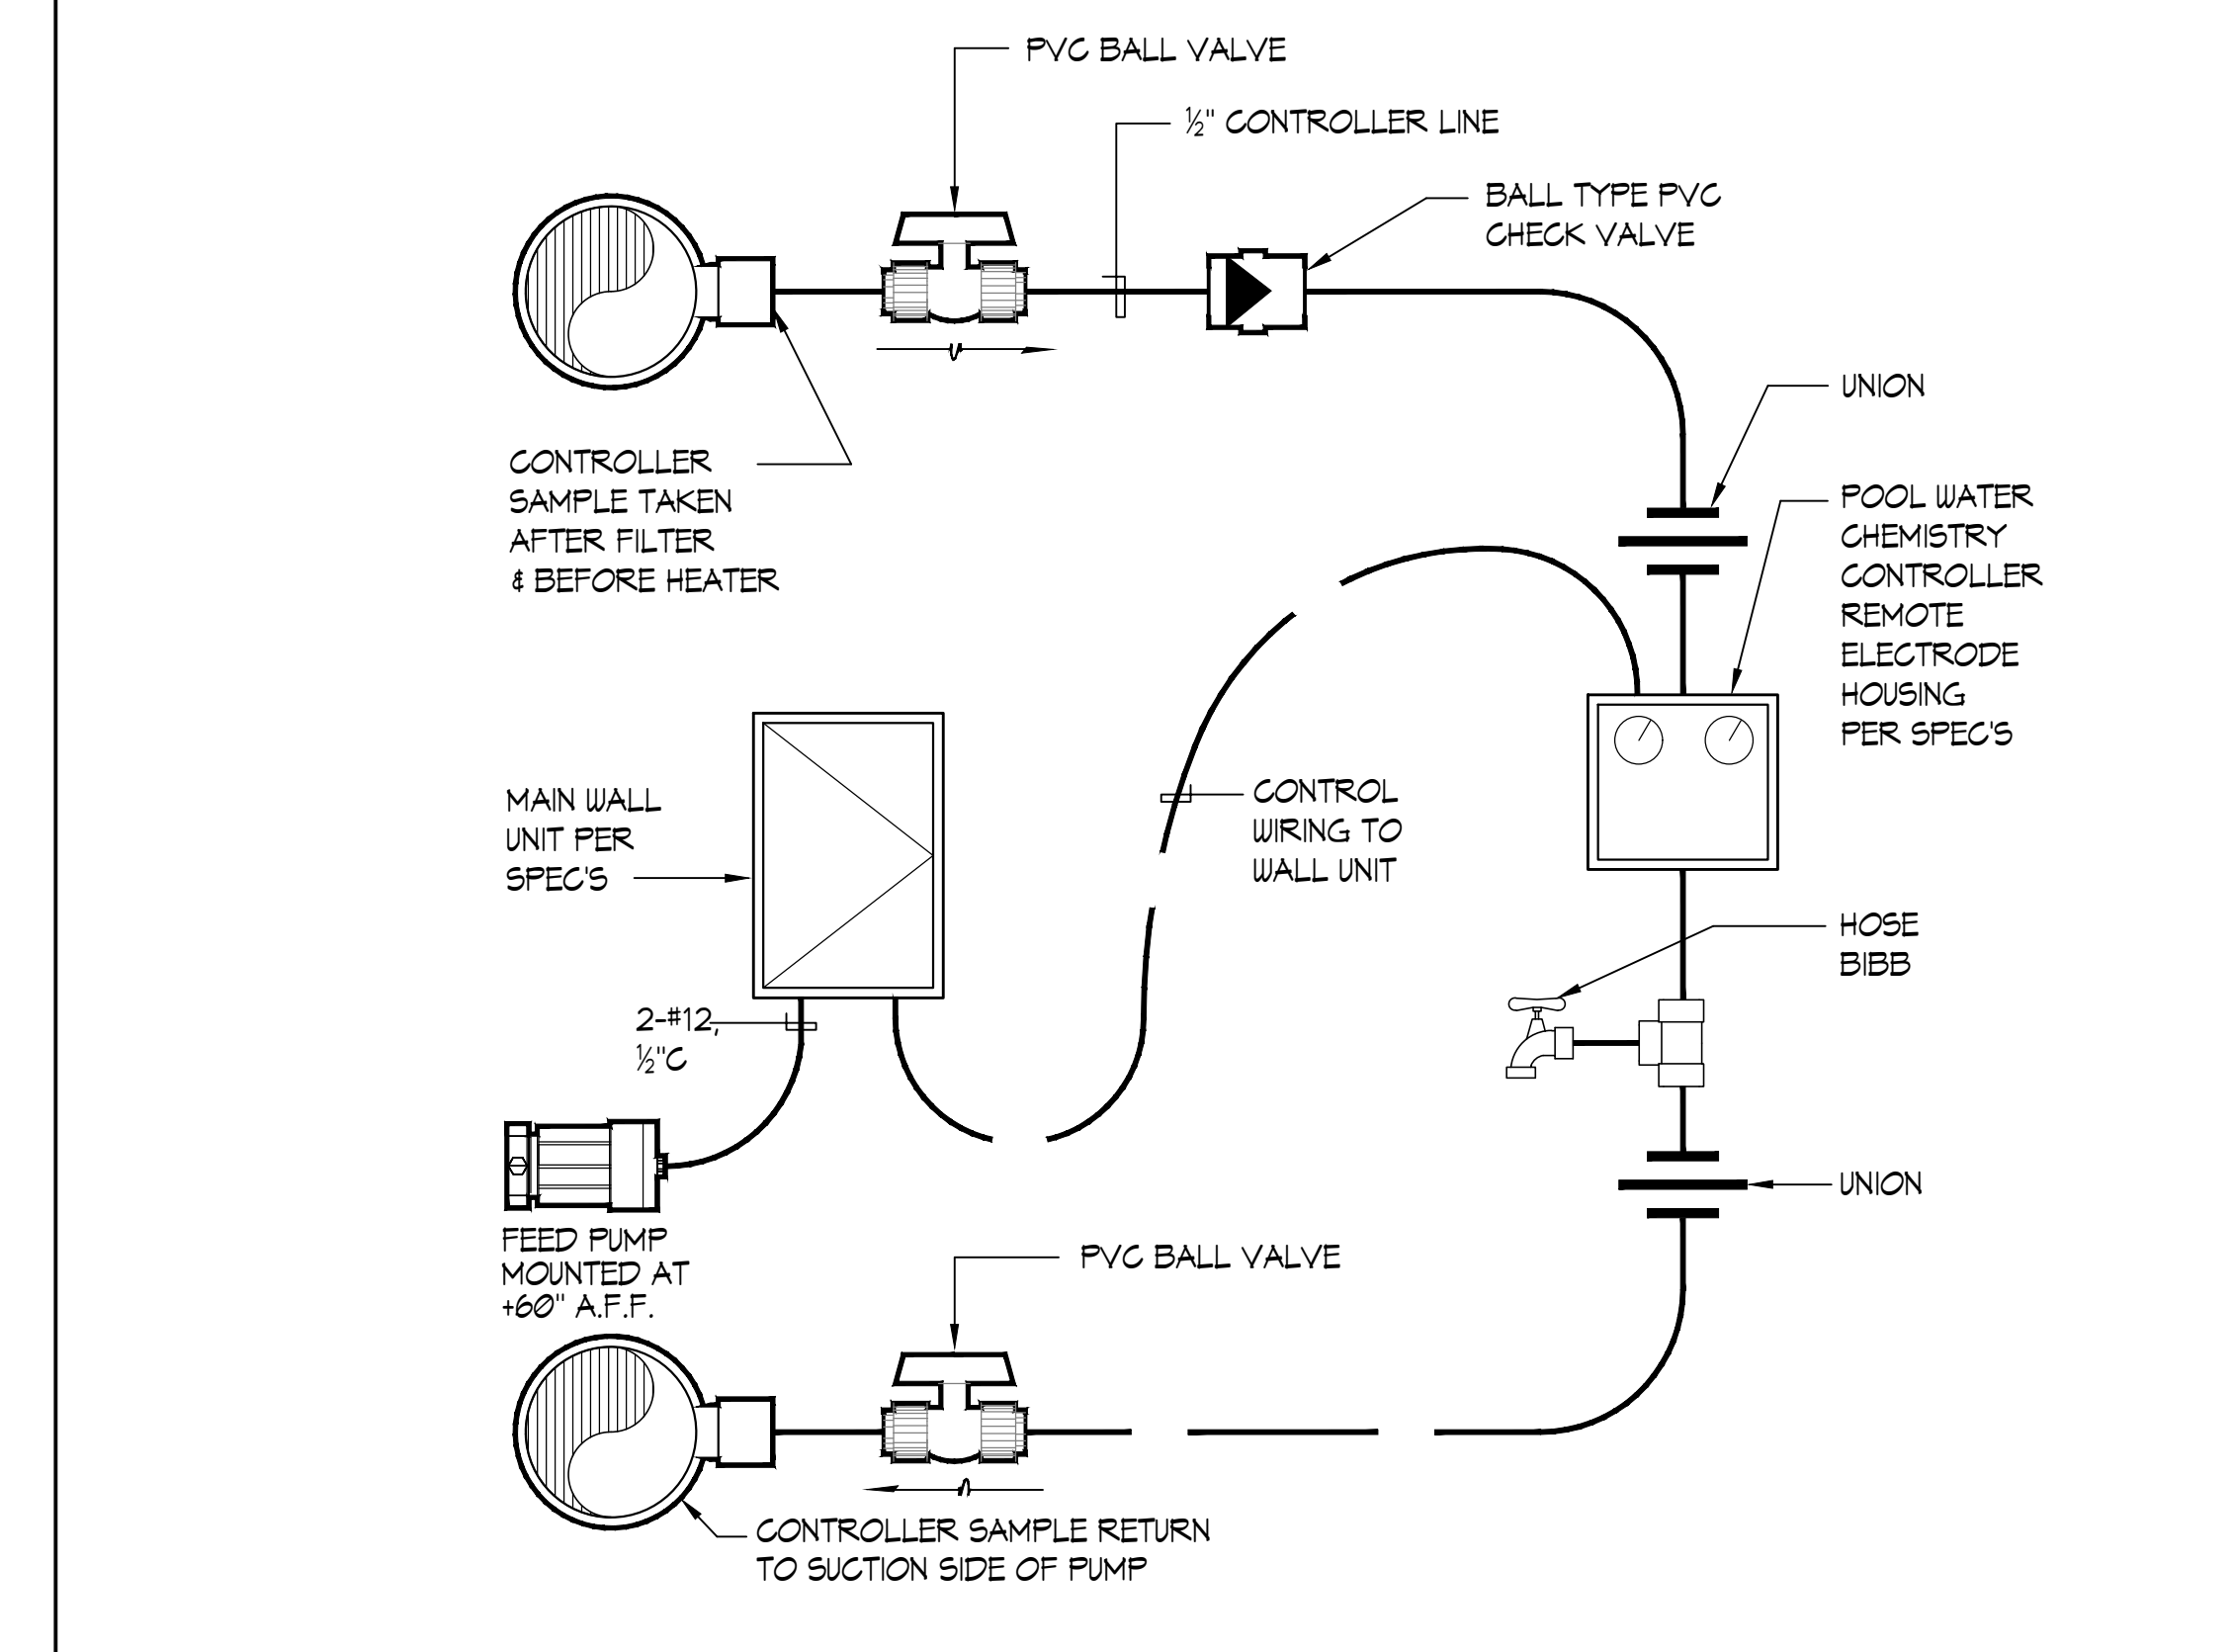 PVC BALL VALVE
½" CONTROLLER LINE
BALL TYPE PVC
CHECK VALVE
UNION
CONTROLLER
SAMPLE TAKEN
AFTER FILTER
& BEFORE HEATER
POOL WATER
CHEMISTRY
CONTROLLER
REMOTE
ELECTRODE
HOUSING
PER SPEC'S
MAIN WALL
UNIT PER
SPEC'S
CONTROL
WIRING TO
WALL UNIT
HOSE
BIBB
2-#12,
½"C
UNION
FEED PUMP
MOUNTED AT
+60" A.F.F.
PVC BALL VALVE
CONTROLLER SAMPLE RETURN
TO SUCTION SIDE OF PUMP